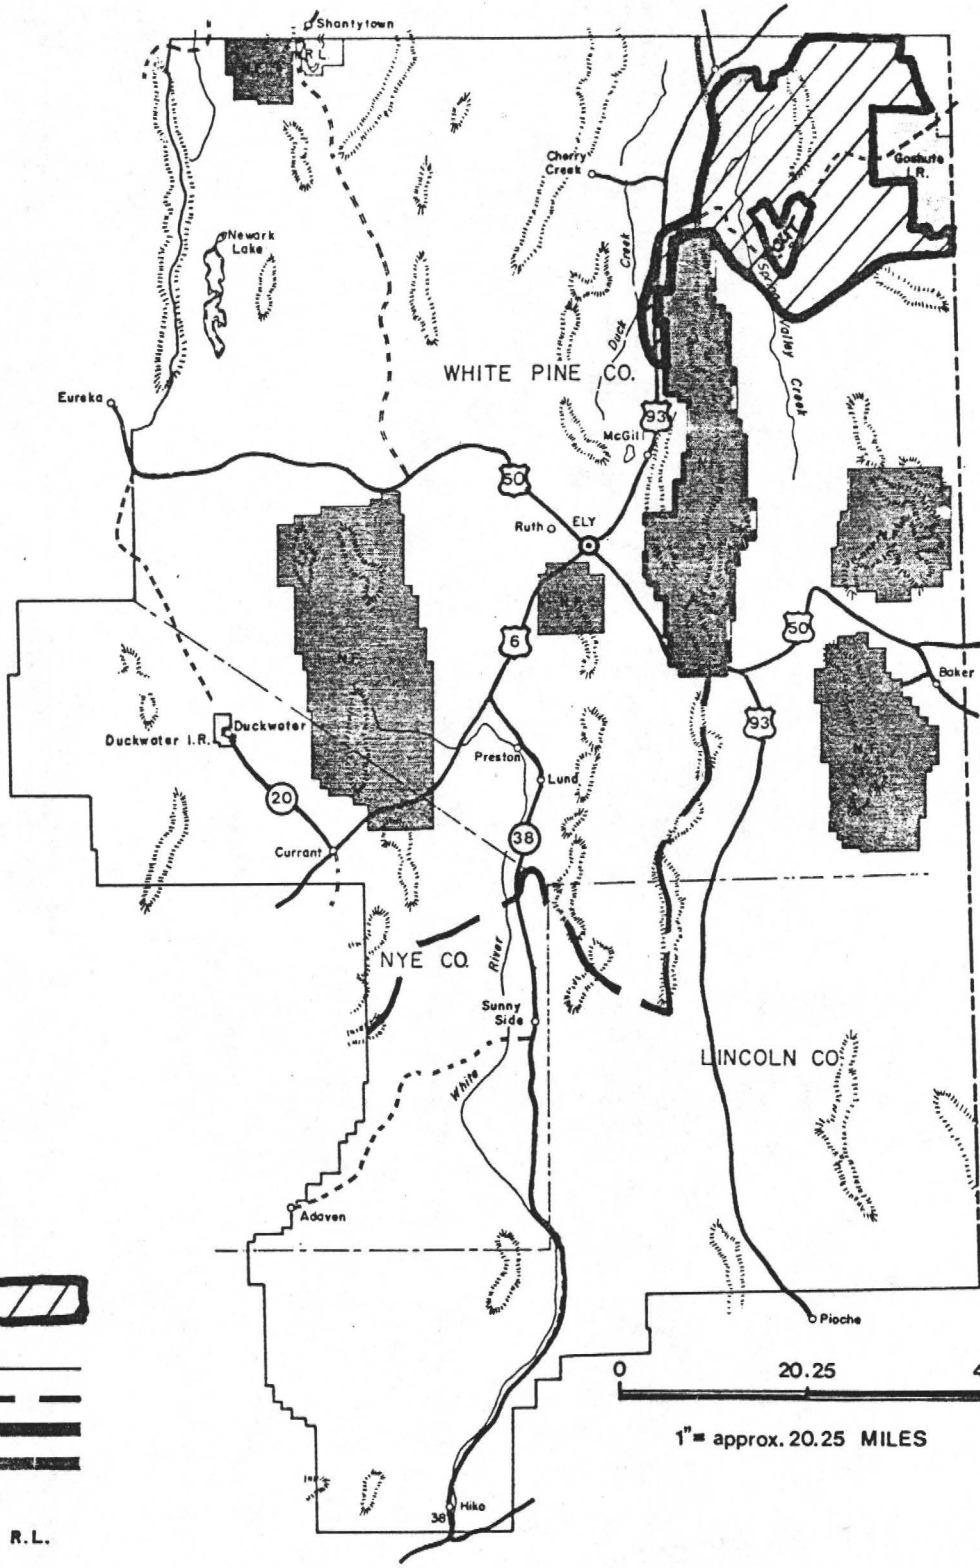 Shantytown
R.L.
Cherry
Creek
Goshute
I.R.
OUT
Newark
Lake
Creek
Duck
Spring
Valley
Creek
WHITE PINE CO.
Eureka
93
McGill
N.F.
50
Ruth
ELY
N.F.
N.F.
6
50
N.F.
Baker
Duckwater
Duckwater I.R.
93
Preston
N.F.
Lund
20
38
Currant
River
NYE CO.
Sunny
Side
LINCOLN CO.
White
Adaven
Pioche
0 20.25 4
1"= approx. 20.25 MILES
Hiko
38
R.L.